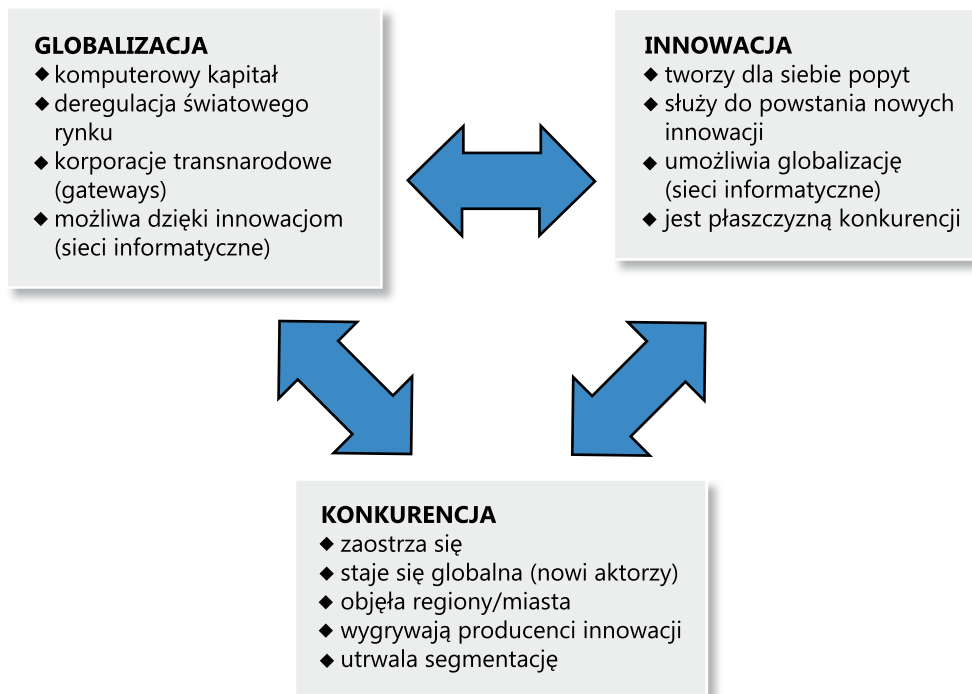 GLOBALIZACJA
◆ komputerowy kapitał
◆ deregulacja światowego
rynku
◆ korporacje transnarodowe
(gateways)
◆ możliwa dzięki innowacjom
(sieci informatyczne)
INNOWACJA
◆ tworzy dla siebie popyt
◆ służy do powstania nowych
innowacji
◆ umożliwia globalizację
(sieci informatyczne)
◆ jest płaszczyzną konkurencji
KONKURENCJA
◆ zaostrza się
◆ staje się globalna (nowi aktorzy)
◆ objęła regiony/miasta
◆ wygrywają producenci innowacji
◆ utrwala segmentację